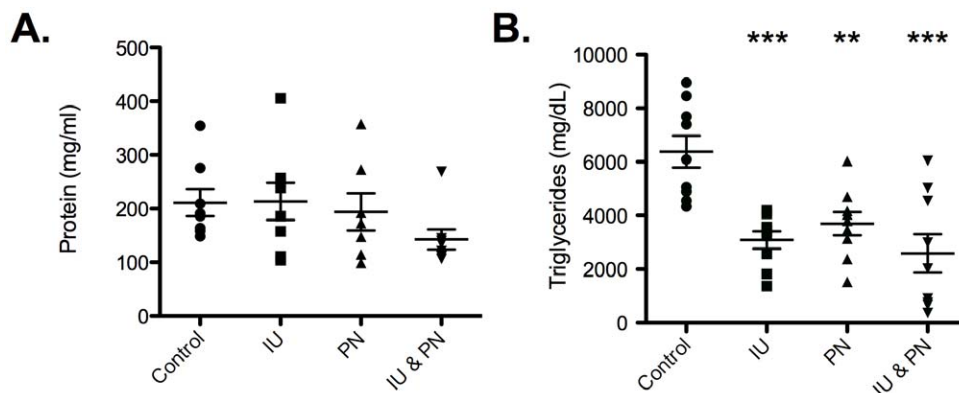 A.
Protein (mg/ml)
500
400
300
200
100
0
Control
IU
PN
IU & PN
B.
*** ** ***
Triglycerides (mg/dL)
10000
8000
6000
4000
2000
0
Control
IU
PN
IU & PN